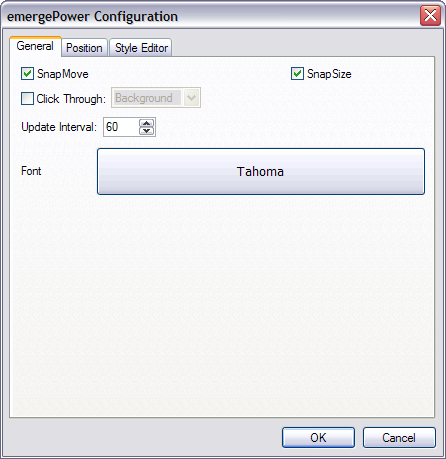 emergePower Configuration
General Position Style Editor
SnapMove SnapSize
Click Through: Background
Update Interval: 60
Font Tahoma
OK Cancel